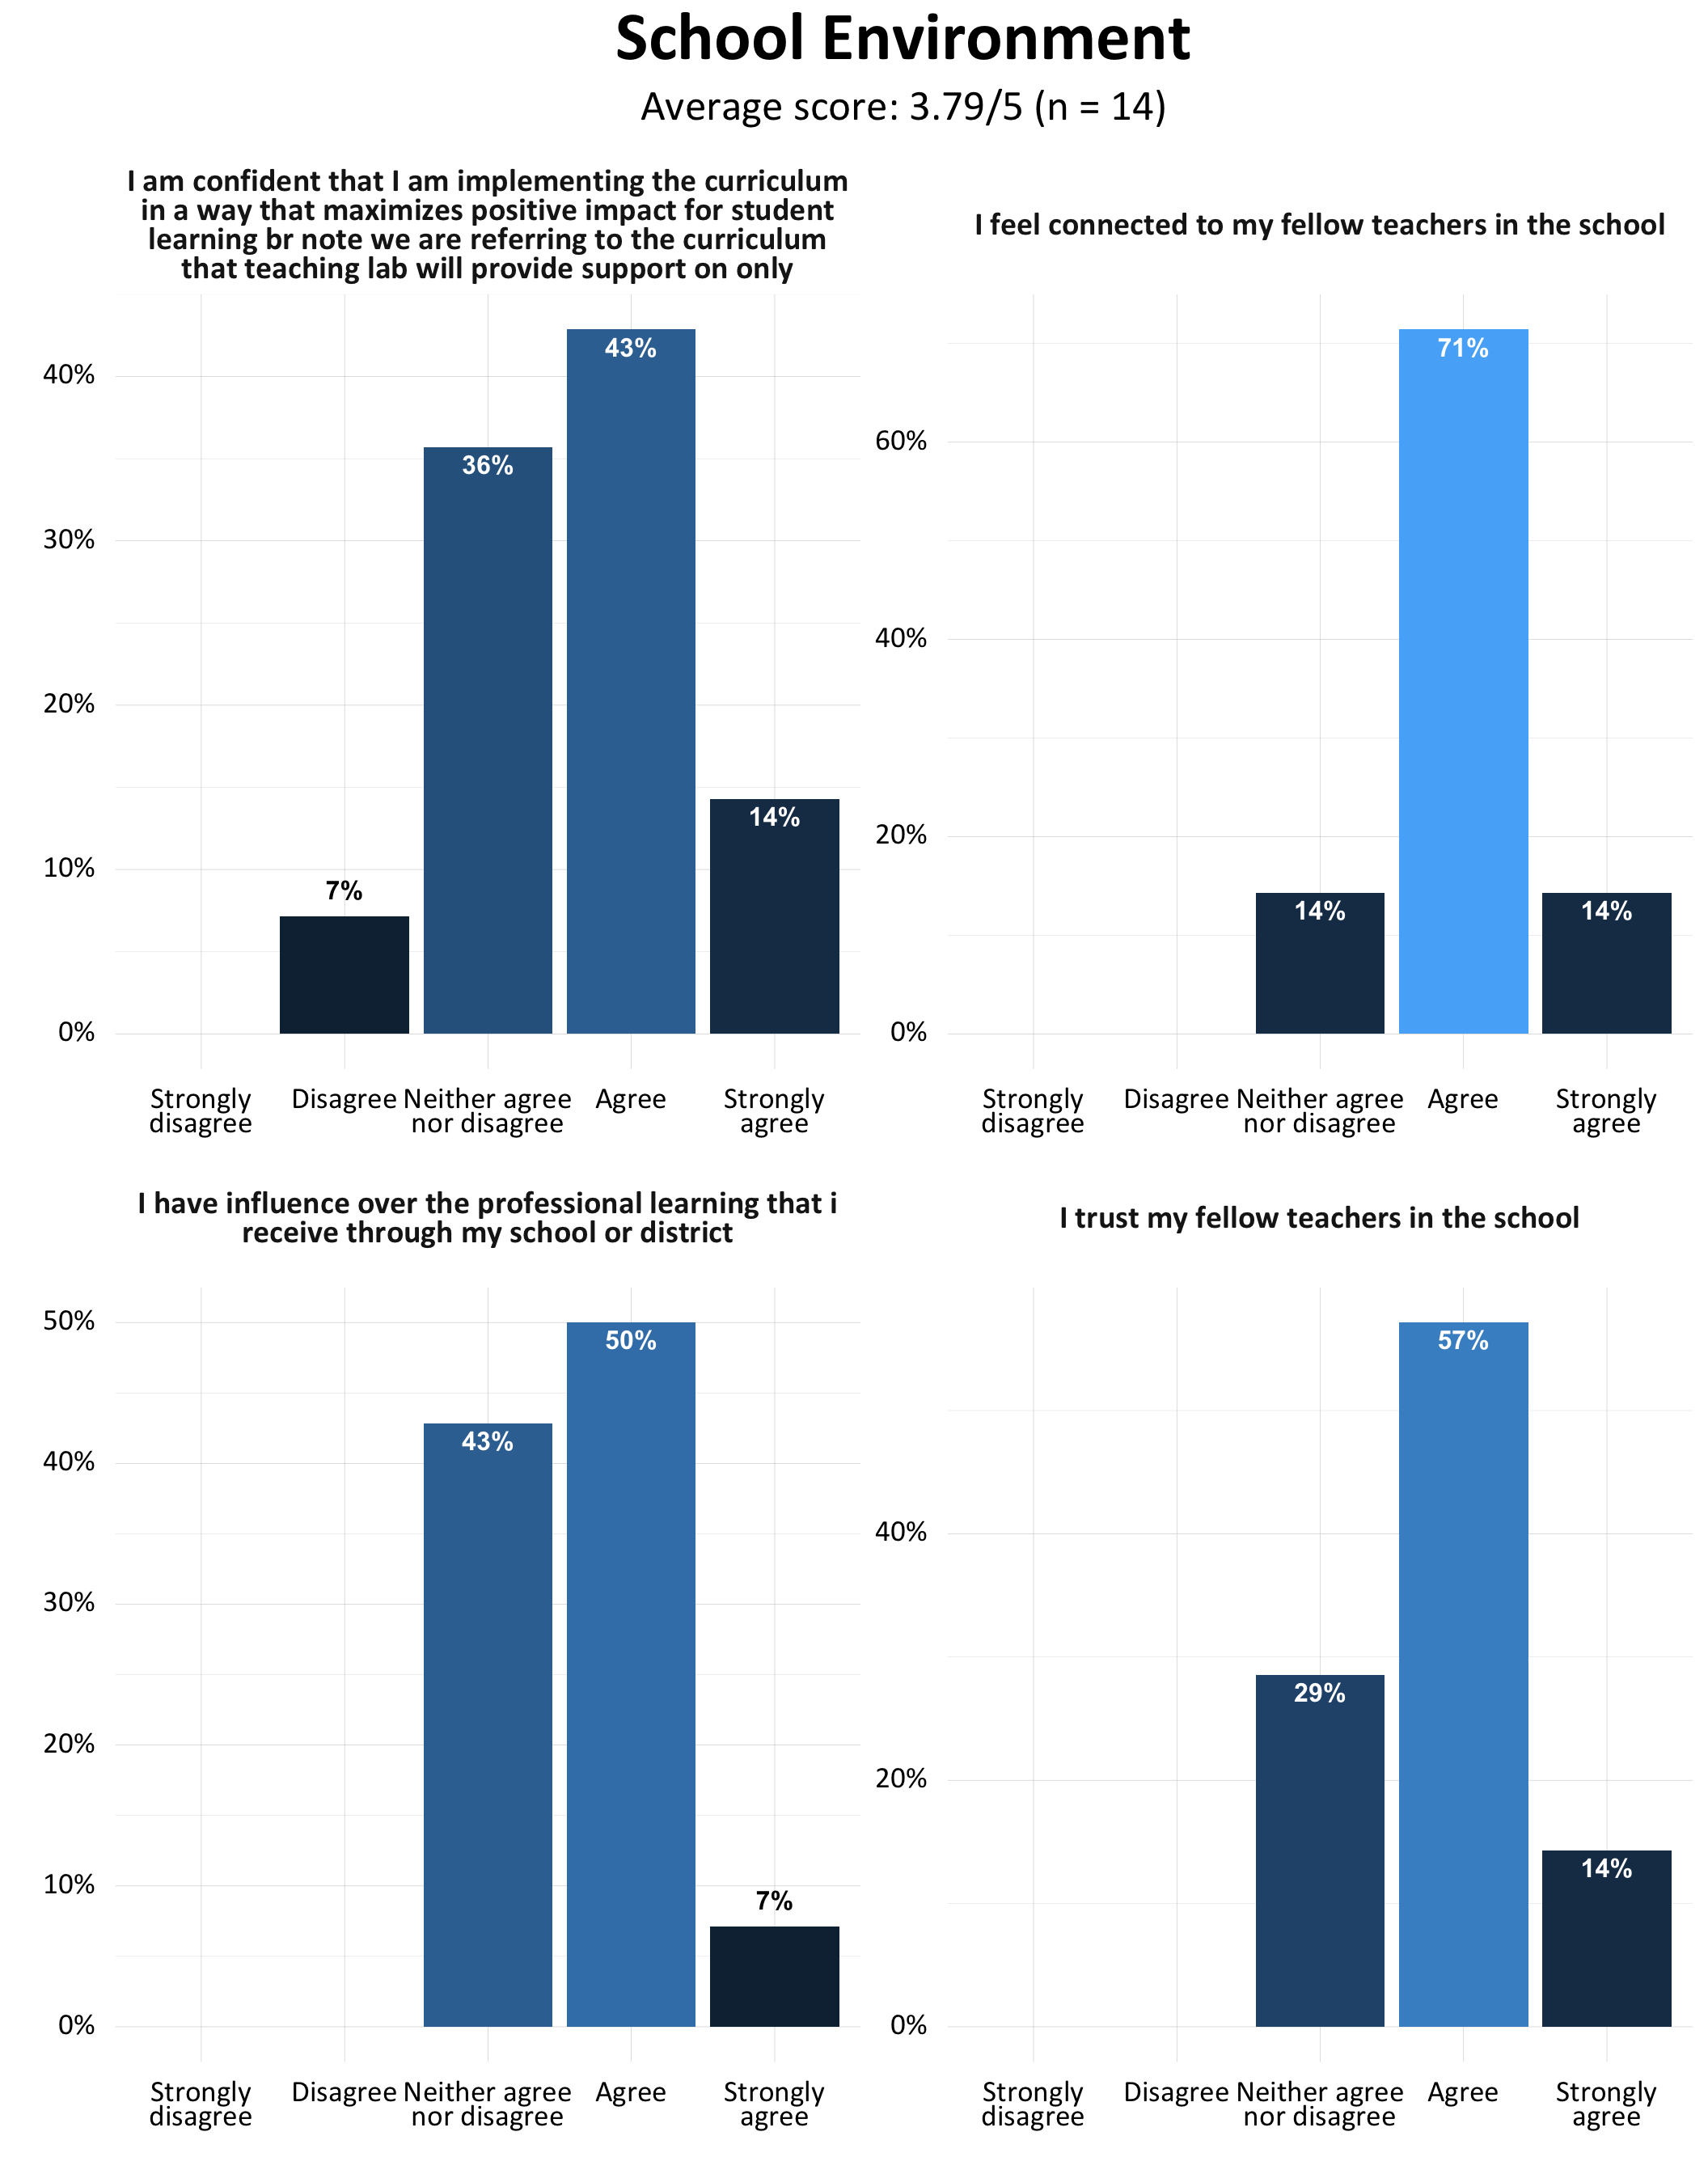 School Environment
Average score: 3.79/5 (n = 14)
I am confident that I am implementing the curriculum
in a way that maximizes positive impact for student
learning br note we are referring to the curriculum
that teaching lab will provide support on only
40%
30%
20%
10%
0%
43%
36%
14%
7%
Strongly
disagree
Disagree
Neither agree
nor disagree
Agree
Strongly
agree
I feel connected to my fellow teachers in the school
60%
40%
20%
0%
71%
14%
14%
Strongly
disagree
Disagree
Neither agree
nor disagree
Agree
Strongly
agree
I have influence over the professional learning that i
receive through my school or district
50%
40%
30%
20%
10%
0%
50%
43%
7%
Strongly
disagree
Disagree
Neither agree
nor disagree
Agree
Strongly
agree
I trust my fellow teachers in the school
40%
20%
0%
57%
29%
14%
Strongly
disagree
Disagree
Neither agree
nor disagree
Agree
Strongly
agree